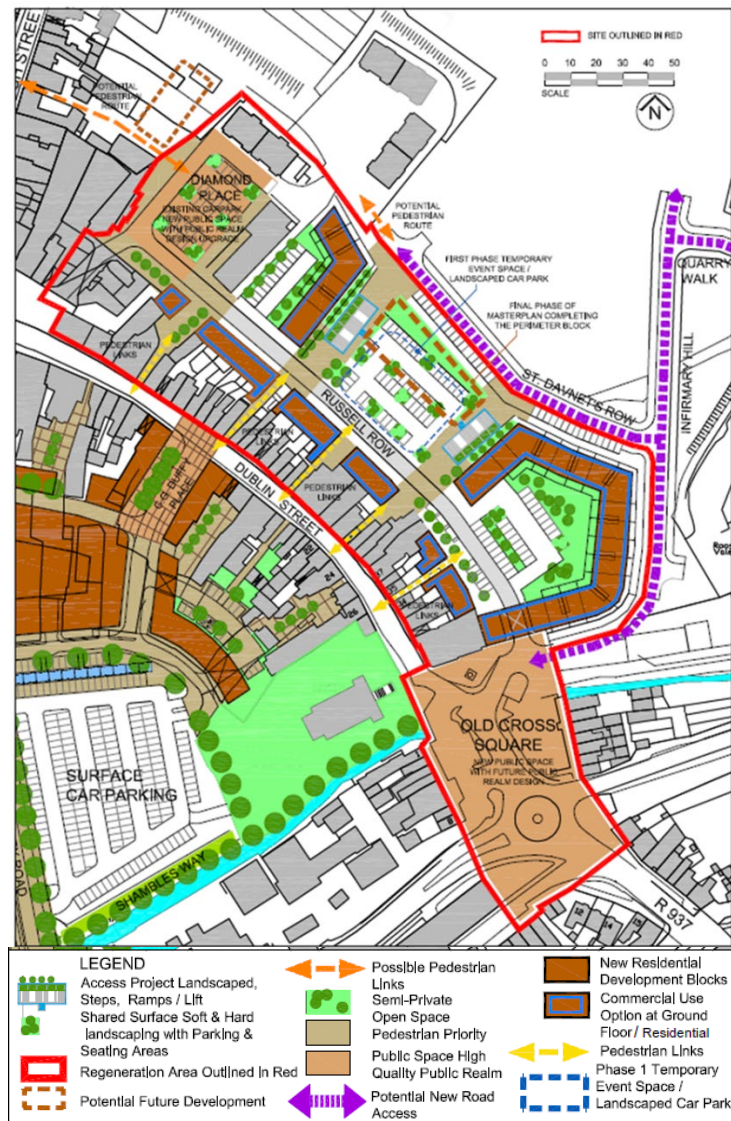 SITE OUTLINED IN RED
0 10 20 30 40 50
SCALE
N
STREET
POTENTIAL
PEDESTRIAN
ROUTE
DIAMOND
PLACE
EXISTING CARPARK,
NEW PUBLIC SPACE
WITH PUBLIC REALM
DESIGN UPGRADE
POTENTIAL
PEDESTRIAN
ROUTE
FIRST PHASE TEMPORARY
EVENT SPACE /
LANDSCAPED CAR PARK
FINAL PHASE OF
MASTERPLAN COMPLETING
THE PERIMETER BLOCK
QUARRY
WALK
ST. DAVNET'S ROW
INFIRMARY HILL
PEDESTRIAN
LINKS
RUSSELL ROW
PEDESTRIAN
LINKS
DUBLIN STREET
PEDESTRIAN
LINKS
C.G. DUFFY
PLACE
PEDESTRIAN
LINKS
24
26
OLD CROSS
SQUARE
NEW PUBLIC SPACE
WITH FUTURE PUBLIC
REALM DESIGN
SURFACE
CAR PARKING
SHAMBLES WAY
ROAD
R 937
12
14
15
LEGEND
Access Project Landscaped,
Steps, Ramps / Lift
Shared Surface Soft & Hard
landscaping with Parking &
Seating Areas
Regeneration Area Outlined in Red
Potential Future Development
Possible Pedestrian
Links
Semi-Private
Open Space
Pedestrian Priority
Public Space High
Quality Public Realm
Potential New Road
Access
New Residential
Development Blocks
Commercial Use
Option at Ground
Floor / Residential
Pedestrian Links
Phase 1 Temporary
Event Space /
Landscaped Car Park